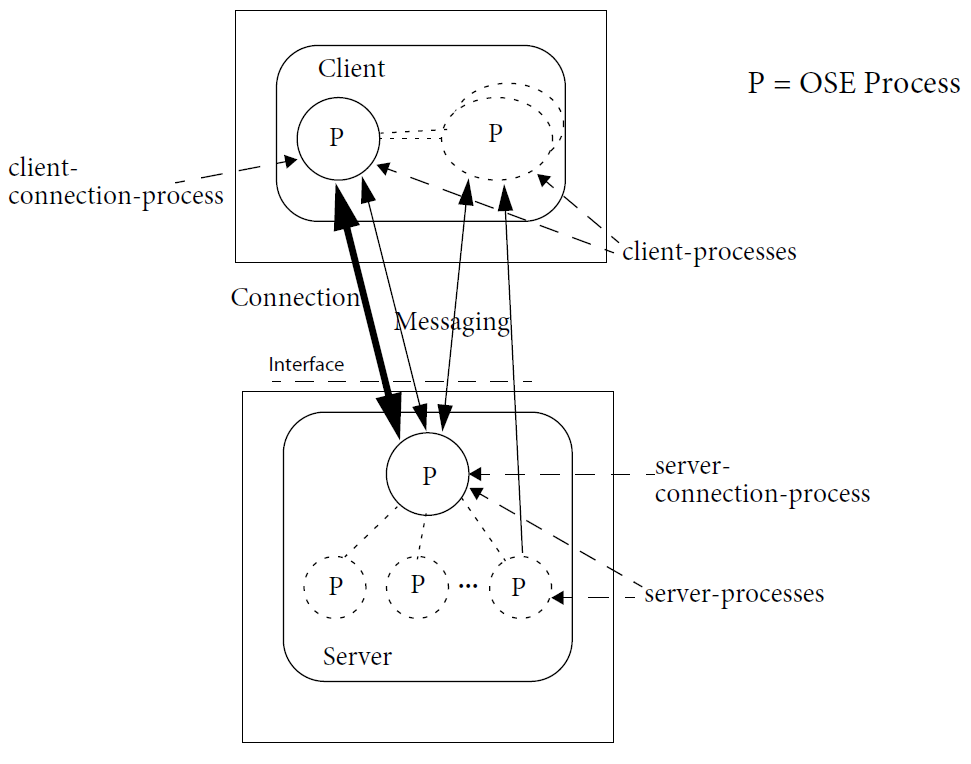 Client
P = OSE Process
P
P
client-
connection-process
client-processes
Connection
Messaging
Interface
P
server-
connection-process
P
P
...
P
server-processes
Server